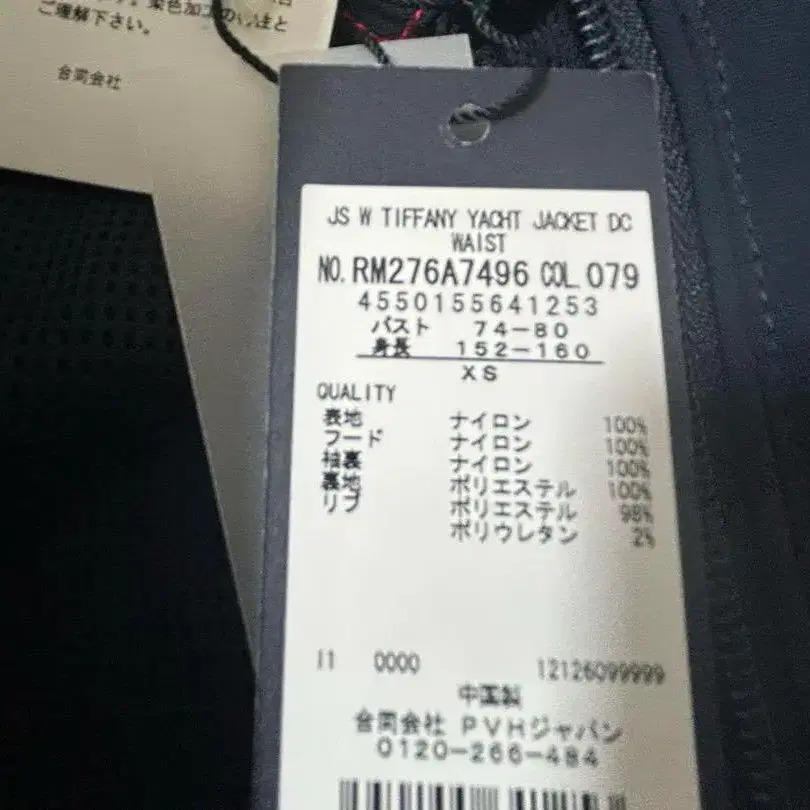 染色加工の
ご理解下さい。
合同会社
JS W TIFFANY YACHT JACKET DC
WAIST
NO. RM276A7496 COL. 079
4550155641253
バスト 74-80
身長 152-160
XS
QUALITY
表地 ナイロン 100%
フード ナイロン 100%
袖裏 ナイロン 100%
裏地 ポリエステル 100%
リブ ポリエステル 98%
ポリウレタン 2%
I1 0000 12126099999
中国製
合同会社 PVHジャパン
0120-266-484